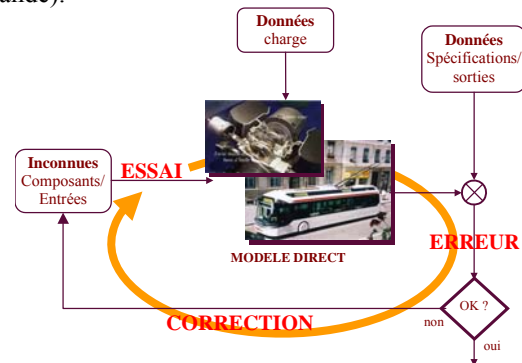 ande).
Données
charge
Données
Spécifications/
sorties
Inconnues
Composants/
Entrées
ESSAI
MODELE DIRECT
ERREUR
OK ?
non
oui
CORRECTION